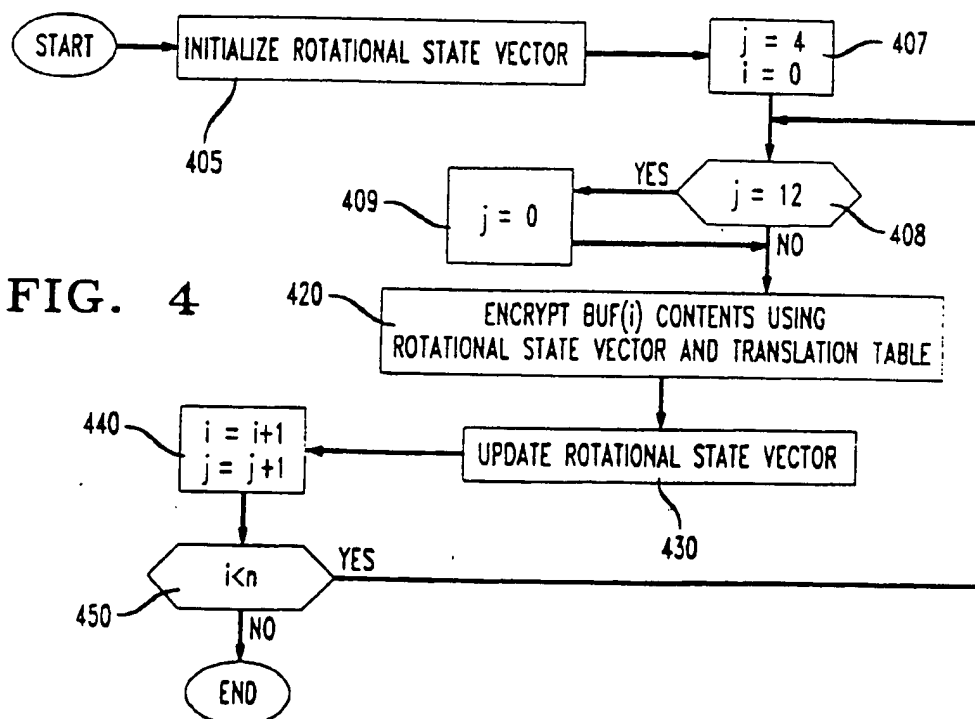 START
INITIALIZE ROTATIONAL STATE VECTOR
405
j = 4
i = 0
407
YES
j = 12
408
409
j = 0
NO
FIG. 4
420
ENCRYPT BUF(i) CONTENTS USING
ROTATIONAL STATE VECTOR AND TRANSLATION TABLE
440
i = i+1
j = j+1
UPDATE ROTATIONAL STATE VECTOR
430
i<n
YES
450
NO
END